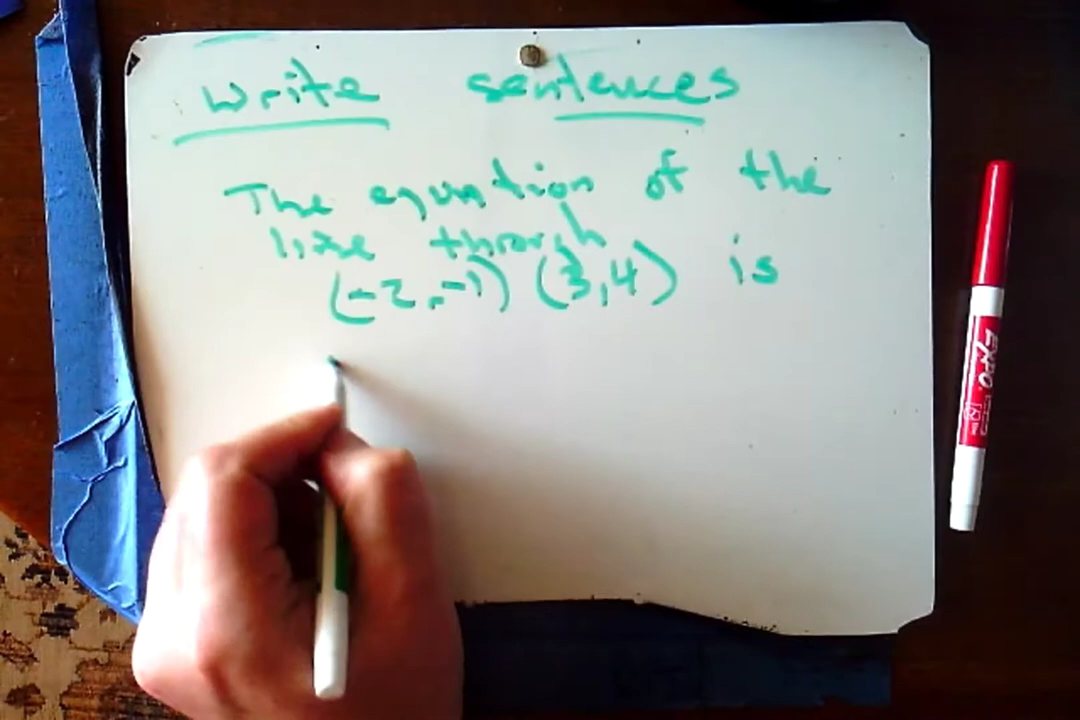 Write sentences
The equation of the
line through
(-2,-1) (3,4) is
EXPO